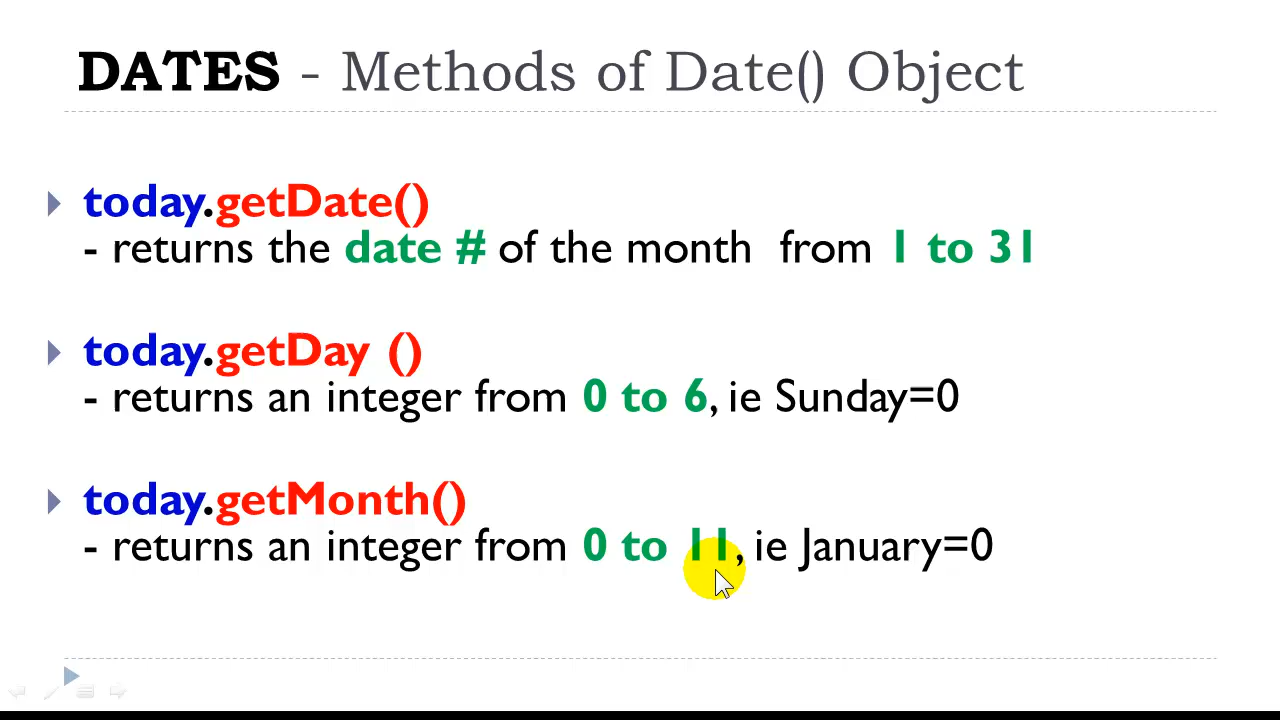 DATES - Methods of Date() Object
today.getDate()
- returns the date # of the month from 1 to 31
today.getDay ()
- returns an integer from 0 to 6, ie Sunday=0
today.getMonth()
- returns an integer from 0 to 11, ie January=0